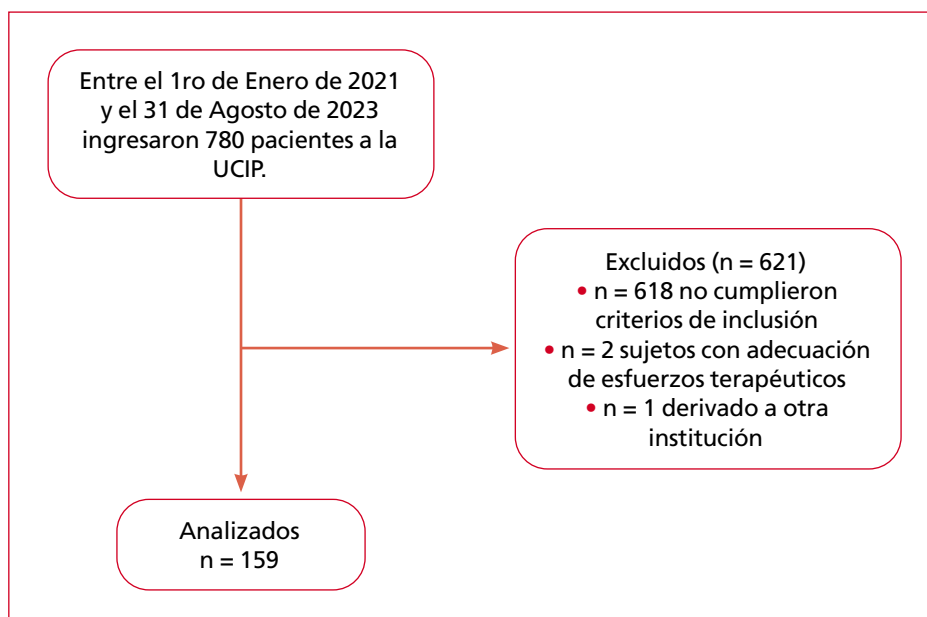 Entre el 1ro de Enero de 2021
y el 31 de Agosto de 2023
ingresaron 780 pacientes a la
UCIP.
Excluidos (n = 621)
• n = 618 no cumplieron
criterios de inclusión
• n = 2 sujetos con adecuación
de esfuerzos terapéuticos
• n = 1 derivado a otra
institución
Analizados
n = 159